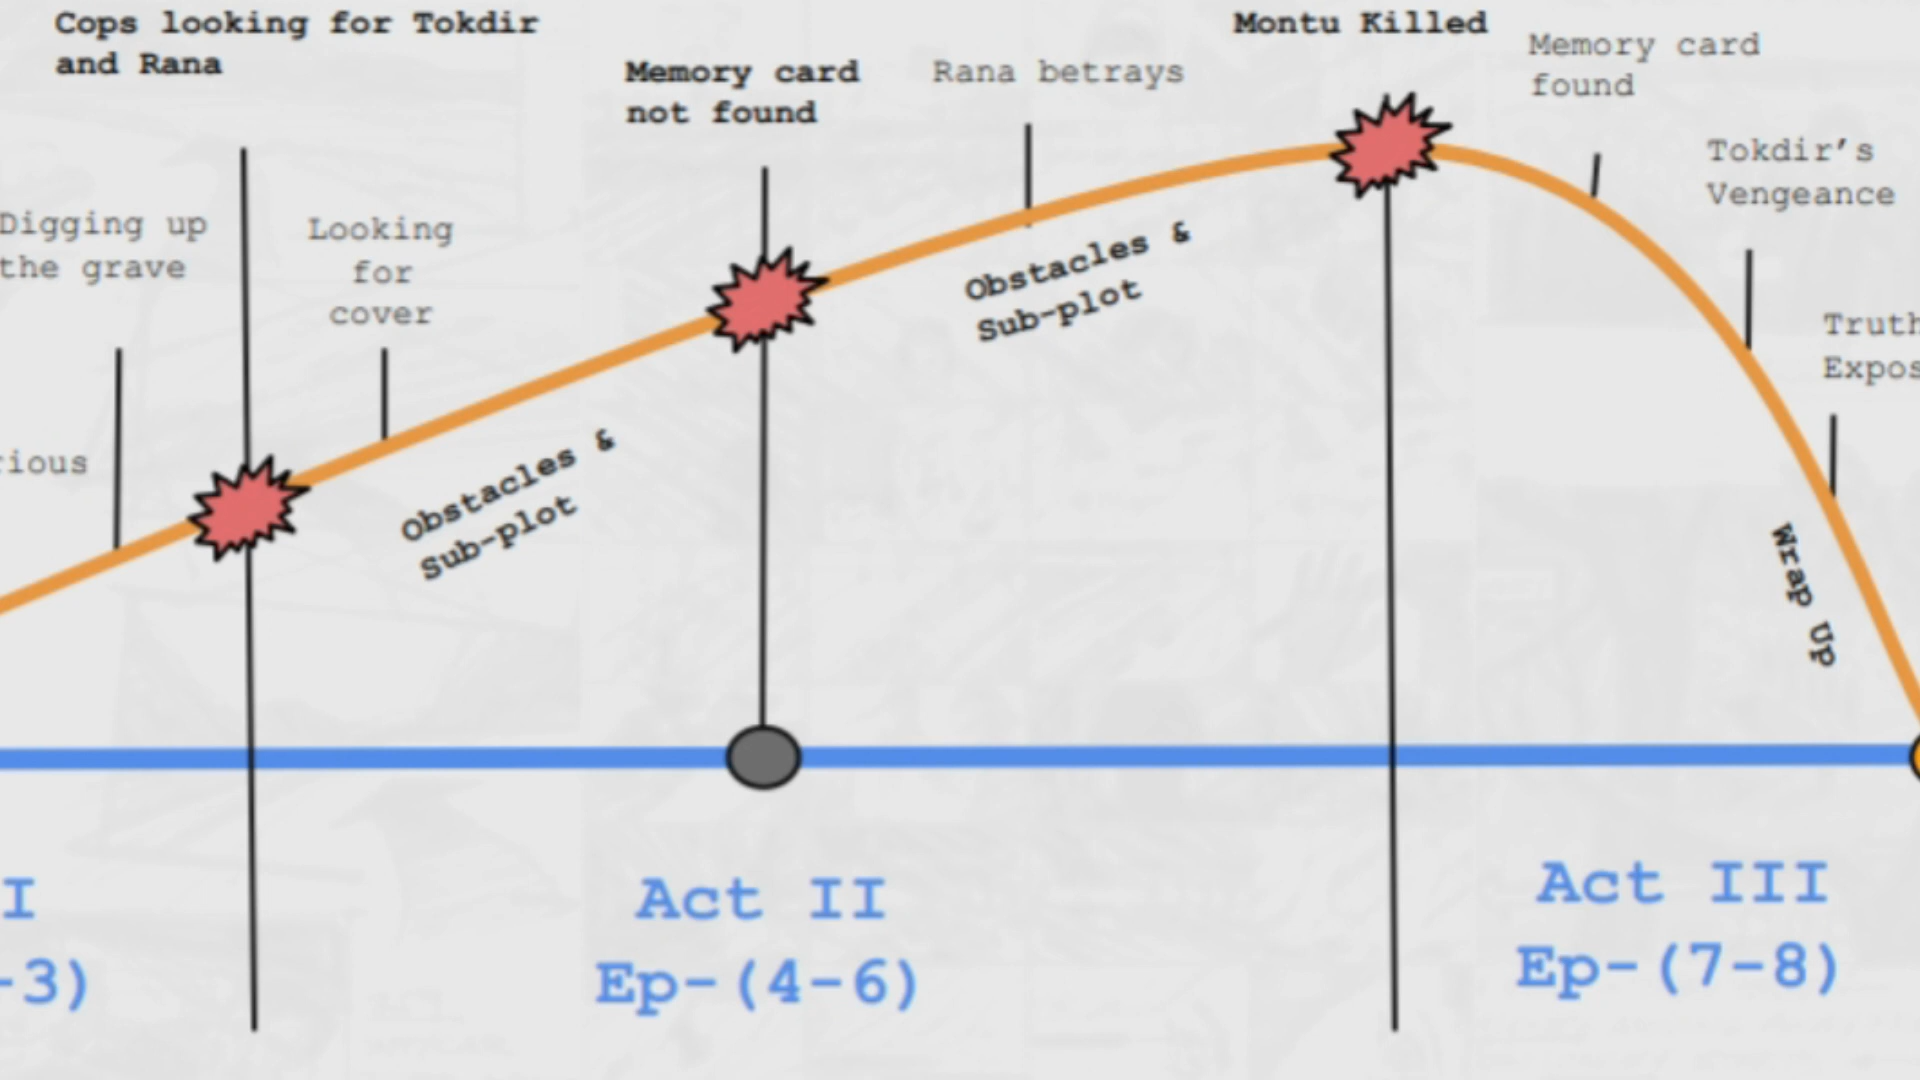 Cops looking for Tokdir
and Rana
Digging up
the grave
Looking
for
cover
Memory card
not found
Rana betrays
Montu Killed
Memory card
found
Tokdir’s
Vengeance
Truth
Obstacles &
Sub-plot
Obstacles &
Sub-plot
Wrap Up
I
-3)
Act II
Ep-(4-6)
Act III
Ep-(7-8)